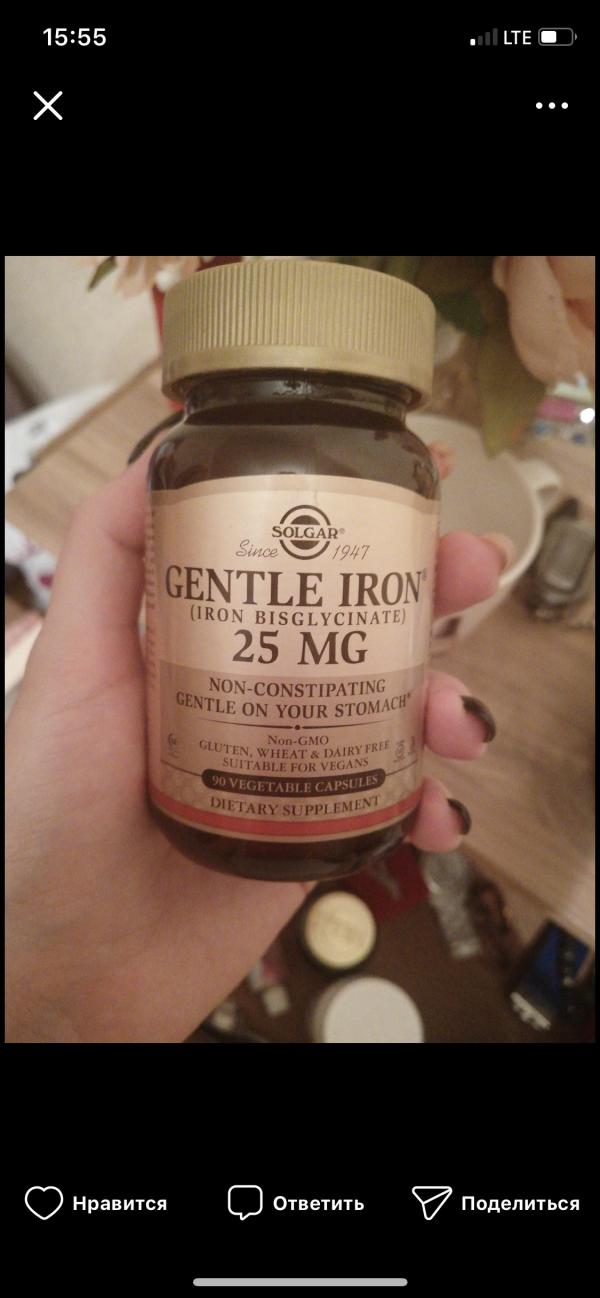 15:55
LTE
SOLGAR®
Since 1947
GENTLE IRON®
(IRON BISGLYCINATE)
25 MG
NON-CONSTIPATING
GENTLE ON YOUR STOMACH*
Non-GMO
GLUTEN, WHEAT & DAIRY FREE
SUITABLE FOR VEGANS
90 VEGETABLE CAPSULES
DIETARY SUPPLEMENT
Нравится
Ответить
Поделиться